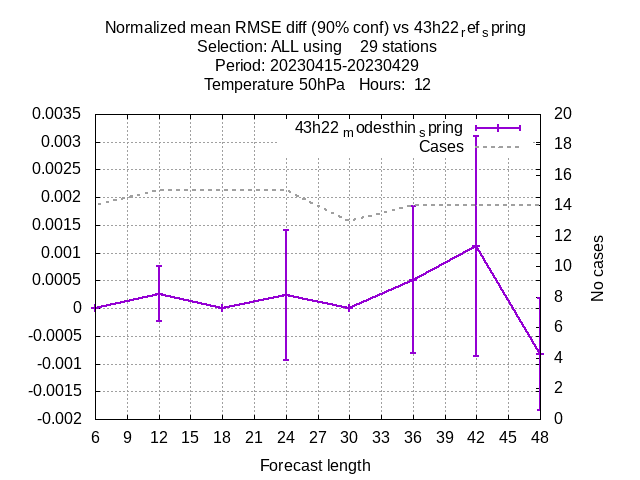 Normalized mean RMSE diff (90% conf) vs 43h22refspring
Selection: ALL using 29 stations
Period: 20230415-20230429
Temperature 50hPa Hours: 12
43h22modesthinspring
Cases
0.0035
0.003
0.0025
0.002
0.0015
0.001
0.0005
0
-0.0005
-0.001
-0.0015
-0.002
20
18
16
14
12
10
8
6
4
2
0
No cases
6 9 12 15 18 21 24 27 30 33 36 39 42 45 48
Forecast length